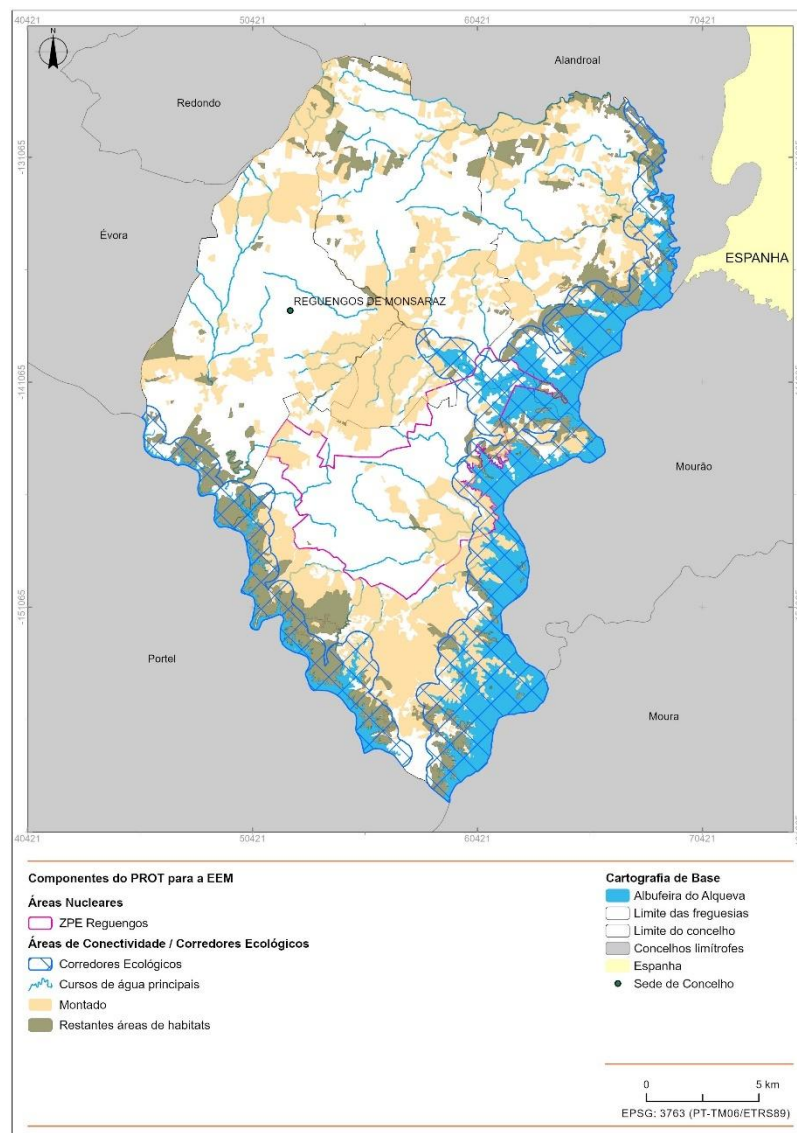 40421
50421
60421
70421
N
Alandroal
Redondo
-131065
Évora
ESPANHA
REGUENGOS DE MONSARAZ
-141065
Mourão
-151065
Portel
Moura
40421
50421
60421
70421
Componentes do PROT para a EEM
Áreas Nucleares
ZPE Reguengos
Áreas de Conectividade / Corredores Ecológicos
Corredores Ecológicos
Cursos de água principais
Montado
Restantes áreas de habitats
Cartografia de Base
Albufeira do Alqueva
Limite das freguesias
Limite do concelho
Concelhos limítrofes
Espanha
Sede de Concelho
0 5 km
EPSG: 3763 (PT-TM06/ETRS89)